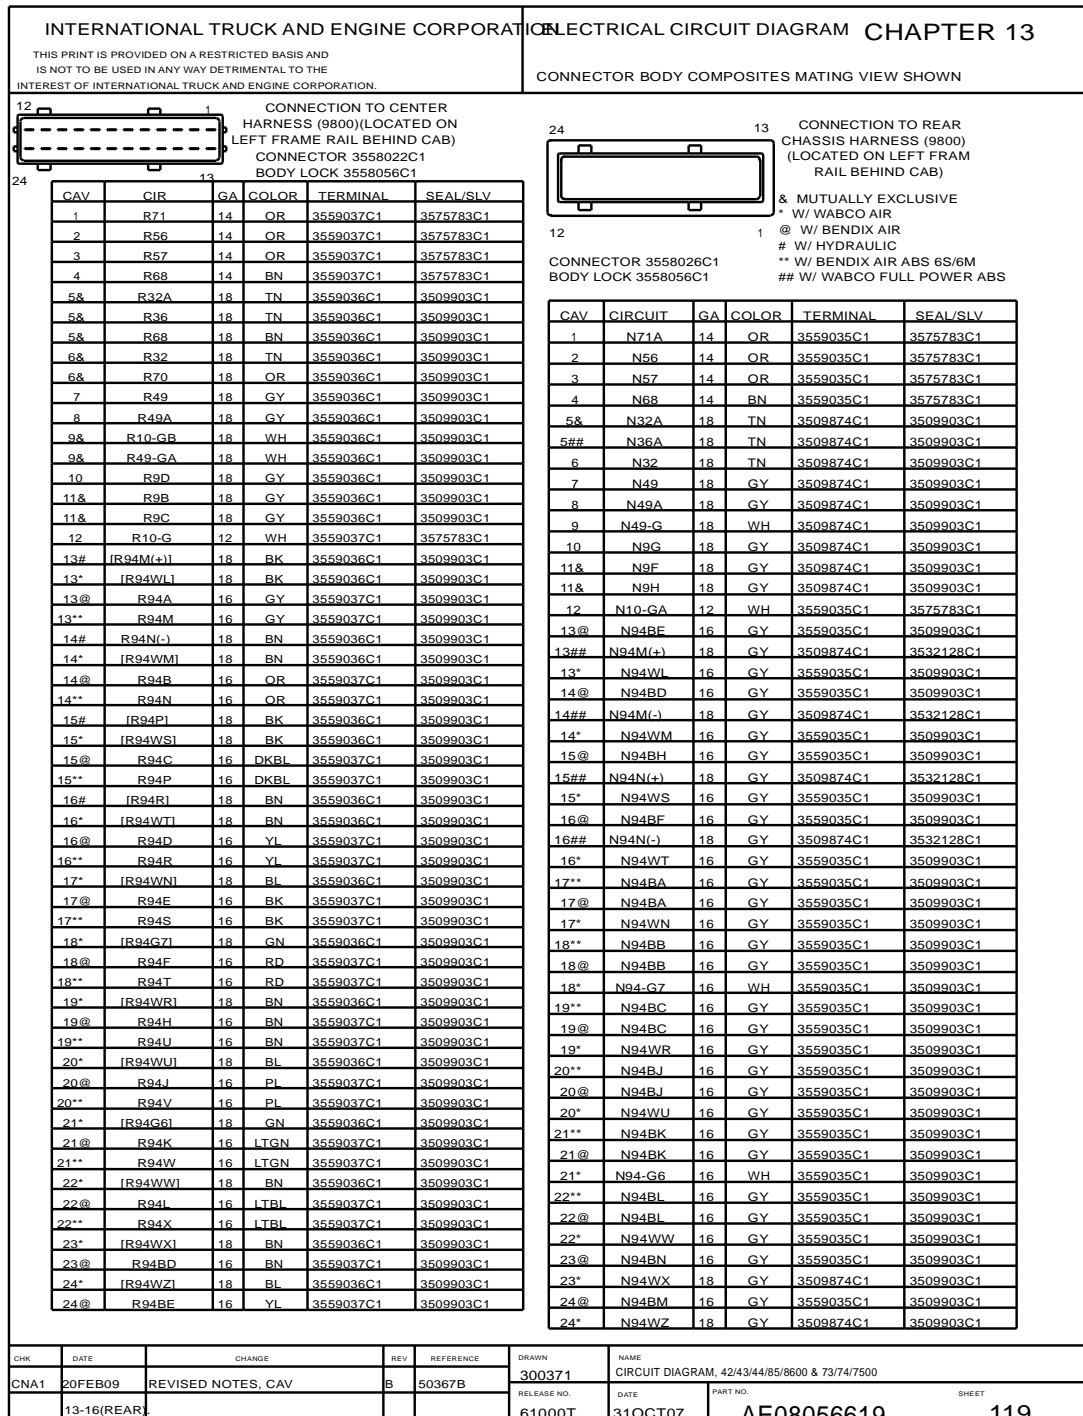 INTERNATIONAL TRUCK AND ENGINE CORPORATION
THIS PRINT IS PROVIDED ON A RESTRICTED BASIS AND
IS NOT TO BE USED IN ANY WAY DETRIMENTAL TO THE
INTEREST OF INTERNATIONAL TRUCK AND ENGINE CORPORATION.
ELECTRICAL CIRCUIT DIAGRAM CHAPTER 13
CONNECTOR BODY COMPOSITES MATING VIEW SHOWN
12 1
24 13
CONNECTION TO CENTER
HARNESS (9800)(LOCATED ON
LEFT FRAME RAIL BEHIND CAB)
CONNECTOR 3558022C1
BODY LOCK 3558056C1
CAV CIR GA COLOR TERMINAL SEAL/SLV
1 R71 14 OR 3559037C1 3575783C1
2 R56 14 OR 3559037C1 3575783C1
3 R57 14 OR 3559037C1 3575783C1
4 R68 14 BN 3559037C1 3575783C1
5& R32A 18 TN 3559036C1 3509903C1
5& R36 18 TN 3559036C1 3509903C1
5& R68 18 BN 3559036C1 3509903C1
6& R32 18 TN 3559036C1 3509903C1
6& R70 18 OR 3559036C1 3509903C1
7 R49 18 GY 3559036C1 3509903C1
8 R49A 18 GY 3559036C1 3509903C1
9& R10-GB 18 WH 3559036C1 3509903C1
9& R49-GA 18 WH 3559036C1 3509903C1
10 R9D 18 GY 3559036C1 3509903C1
11& R9B 18 GY 3559036C1 3509903C1
11& R9C 18 GY 3559036C1 3509903C1
12 R10-G 12 WH 3559037C1 3575783C1
13# [R94M(+)] 18 BK 3559036C1 3509903C1
13* [R94WL] 18 BK 3559036C1 3509903C1
13@ R94A 16 GY 3559037C1 3509903C1
13** R94M 16 GY 3559037C1 3509903C1
14# R94N(-) 18 BN 3559036C1 3509903C1
14* [R94WM] 18 BN 3559036C1 3509903C1
14@ R94B 16 OR 3559037C1 3509903C1
14** R94N 16 OR 3559037C1 3509903C1
15# [R94P] 18 BK 3559036C1 3509903C1
15* [R94WS] 18 BK 3559036C1 3509903C1
15@ R94C 16 DKBL 3559037C1 3509903C1
15** R94P 16 DKBL 3559037C1 3509903C1
16# [R94R] 18 BN 3559036C1 3509903C1
16* [R94WT] 18 BN 3559036C1 3509903C1
16@ R94D 16 YL 3559037C1 3509903C1
16** R94R 16 YL 3559037C1 3509903C1
17* [R94WN] 18 BL 3559036C1 3509903C1
17@ R94E 16 BK 3559037C1 3509903C1
17** R94S 16 BK 3559037C1 3509903C1
18* [R94G7] 18 GN 3559036C1 3509903C1
18@ R94F 16 RD 3559037C1 3509903C1
18** R94T 16 RD 3559037C1 3509903C1
19* [R94WR] 18 BN 3559036C1 3509903C1
19@ R94H 16 BN 3559037C1 3509903C1
19** R94U 16 BN 3559037C1 3509903C1
20* [R94WU] 18 BL 3559036C1 3509903C1
20@ R94J 16 PL 3559037C1 3509903C1
20** R94V 16 PL 3559037C1 3509903C1
21* [R94G6] 18 GN 3559036C1 3509903C1
21@ R94K 16 LTGN 3559037C1 3509903C1
21** R94W 16 LTGN 3559037C1 3509903C1
22* [R94WW] 18 BN 3559036C1 3509903C1
22@ R94L 16 LTBL 3559037C1 3509903C1
22** R94X 16 LTBL 3559037C1 3509903C1
23* [R94WX] 18 BN 3559036C1 3509903C1
23@ R94BD 16 BN 3559037C1 3509903C1
24* [R94WZ] 18 BL 3559036C1 3509903C1
24@ R94BE 16 YL 3559037C1 3509903C1
24 13
12 1
CONNECTION TO REAR
CHASSIS HARNESS (9800)
(LOCATED ON LEFT FRAM
RAIL BEHIND CAB)
& MUTUALLY EXCLUSIVE
* W/ WABCO AIR
@ W/ BENDIX AIR
# W/ HYDRAULIC
** W/ BENDIX AIR ABS 6S/6M
## W/ WABCO FULL POWER ABS
CONNECTOR 3558026C1
BODY LOCK 3558056C1
CAV CIRCUIT GA COLOR TERMINAL SEAL/SLV
1 N71A 14 OR 3559035C1 3575783C1
2 N56 14 OR 3559035C1 3575783C1
3 N57 14 OR 3559035C1 3575783C1
4 N68 14 BN 3559035C1 3575783C1
5& N32A 18 TN 3509874C1 3509903C1
5## N36A 18 TN 3509874C1 3509903C1
6 N32 18 TN 3509874C1 3509903C1
7 N49 18 GY 3509874C1 3509903C1
8 N49A 18 GY 3509874C1 3509903C1
9 N49-G 18 WH 3509874C1 3509903C1
10 N9G 18 GY 3509874C1 3509903C1
11& N9F 18 GY 3509874C1 3509903C1
11& N9H 18 GY 3509874C1 3509903C1
12 N10-GA 12 WH 3559035C1 3575783C1
13@ N94BE 16 GY 3559035C1 3509903C1
13## N94M(+) 18 GY 3509874C1 3532128C1
13* N94WL 16 GY 3559035C1 3509903C1
14@ N94BD 16 GY 3559035C1 3509903C1
14## N94M(-) 18 GY 3509874C1 3532128C1
14* N94WM 16 GY 3559035C1 3509903C1
15@ N94BH 16 GY 3559035C1 3509903C1
15## N94N(+) 18 GY 3509874C1 3532128C1
15* N94WS 16 GY 3559035C1 3509903C1
16@ N94BF 16 GY 3559035C1 3509903C1
16## N94N(-) 18 GY 3509874C1 3532128C1
16* N94WT 16 GY 3559035C1 3509903C1
17** N94BA 16 GY 3559035C1 3509903C1
17@ N94BA 16 GY 3559035C1 3509903C1
17* N94WN 16 GY 3559035C1 3509903C1
18** N94BB 16 GY 3559035C1 3509903C1
18@ N94BB 16 GY 3559035C1 3509903C1
18* N94-G7 16 WH 3559035C1 3509903C1
19** N94BC 16 GY 3559035C1 3509903C1
19@ N94BC 16 GY 3559035C1 3509903C1
19* N94WR 16 GY 3559035C1 3509903C1
20** N94BJ 16 GY 3559035C1 3509903C1
20@ N94BJ 16 GY 3559035C1 3509903C1
20* N94WU 16 GY 3559035C1 3509903C1
21** N94BK 16 GY 3559035C1 3509903C1
21@ N94BK 16 GY 3559035C1 3509903C1
21* N94-G6 16 WH 3559035C1 3509903C1
22** N94BL 16 GY 3559035C1 3509903C1
22@ N94BL 16 GY 3559035C1 3509903C1
22* N94WW 16 GY 3559035C1 3509903C1
23@ N94BN 16 GY 3559035C1 3509903C1
23* N94WX 18 GY 3509874C1 3509903C1
24@ N94BM 16 GY 3559035C1 3509903C1
24* N94WZ 18 GY 3509874C1 3509903C1
CHK DATE CHANGE REV REFERENCE
CNA1 20FEB09 REVISED NOTES, CAV B 50367B
13-16(REAR).
DRAWN
300371
NAME
CIRCUIT DIAGRAM, 42/43/44/85/8600 & 73/74/7500
RELEASE NO. DATE PART NO. SHEET
61000T 31OCT07 AE08056619 119